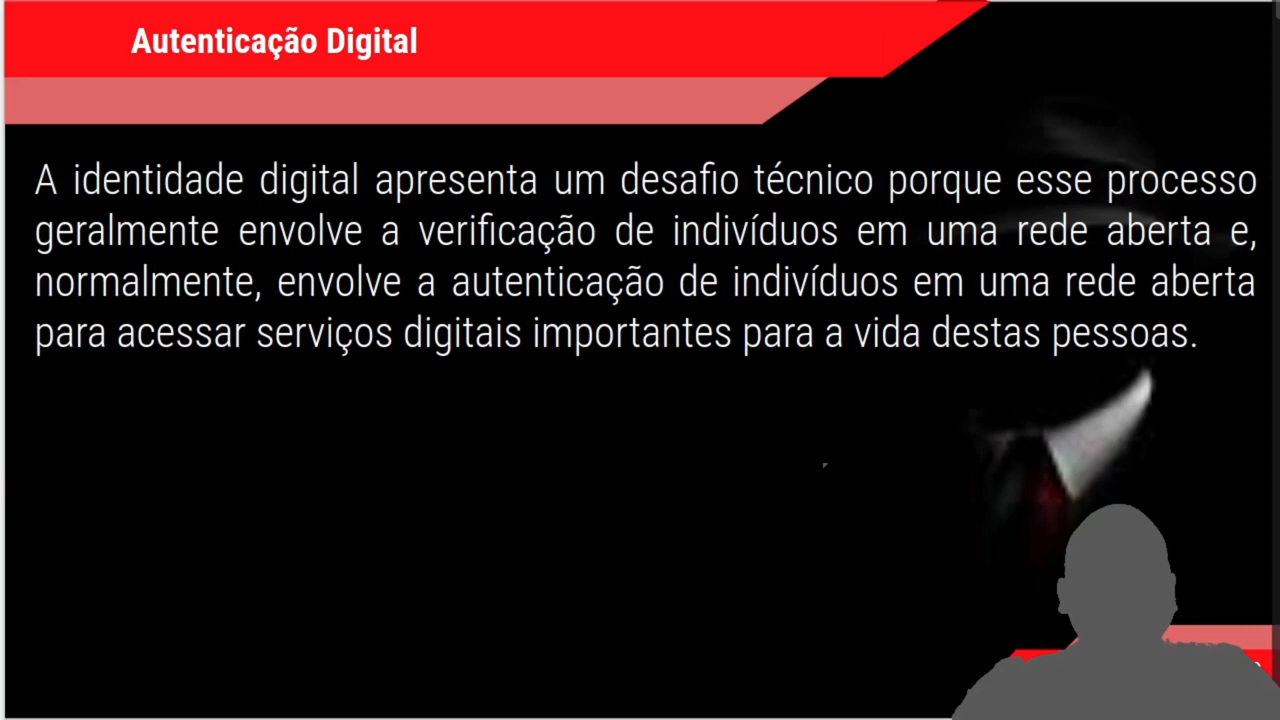 Autenticação Digital
A identidade digital apresenta um desafio técnico porque esse processo
geralmente envolve a verificação de indivíduos em uma rede aberta e,
normalmente, envolve a autenticação de indivíduos em uma rede aberta
para acessar serviços digitais importantes para a vida destas pessoas.